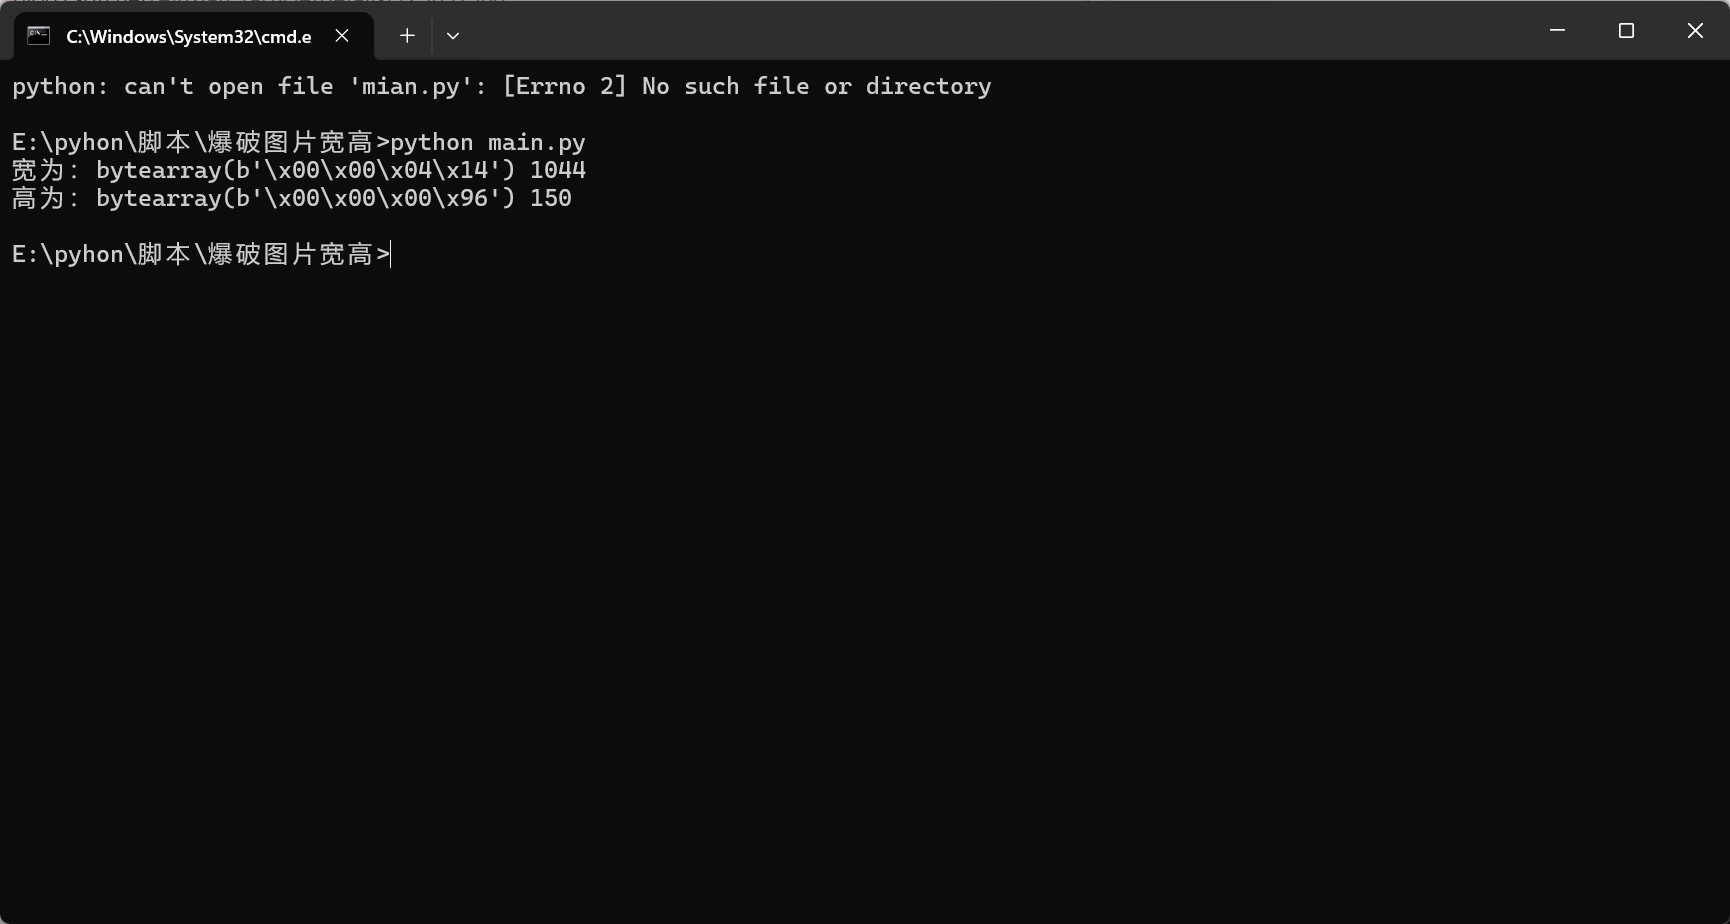 C:\Windows\System32\cmd.e
python: can't open file 'mian.py': [Errno 2] No such file or directory
E:\pyhon\脚本\爆破图片宽高>python main.py
宽为: bytearray(b'\x00\x00\x04\x14') 1044
高为: bytearray(b'\x00\x00\x00\x96') 150
E:\pyhon\脚本\爆破图片宽高>